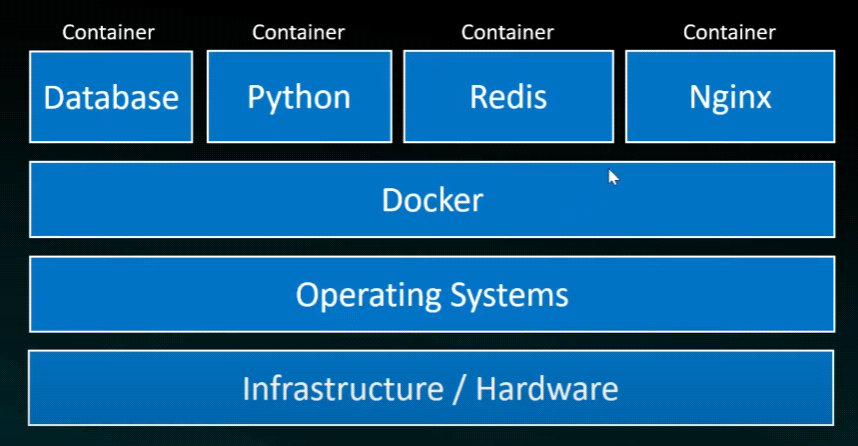 Container Container Container Container
Database Python Redis Nginx
Docker
Operating Systems
Infrastructure / Hardware